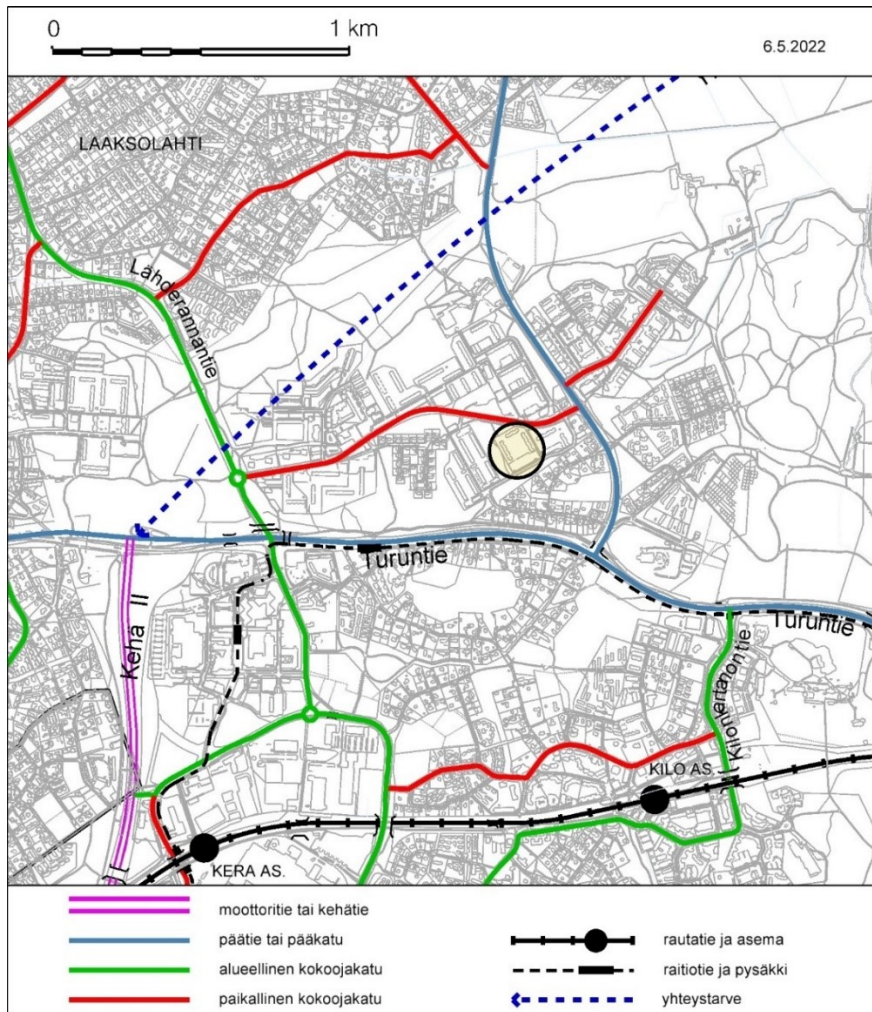 0 1 km
6.5.2022
LAAKSOLAHTI
Lähderannantie
Turuntie
Turuntie
Kehä II
Kuninkaantie
KILO AS.
KERA AS.
moottoritie tai kehätie
päätie tai pääkatu
alueellinen kokoojakatu
paikallinen kokoojakatu
rautatie ja asema
raitiotie ja pysäkki
yhteystarve